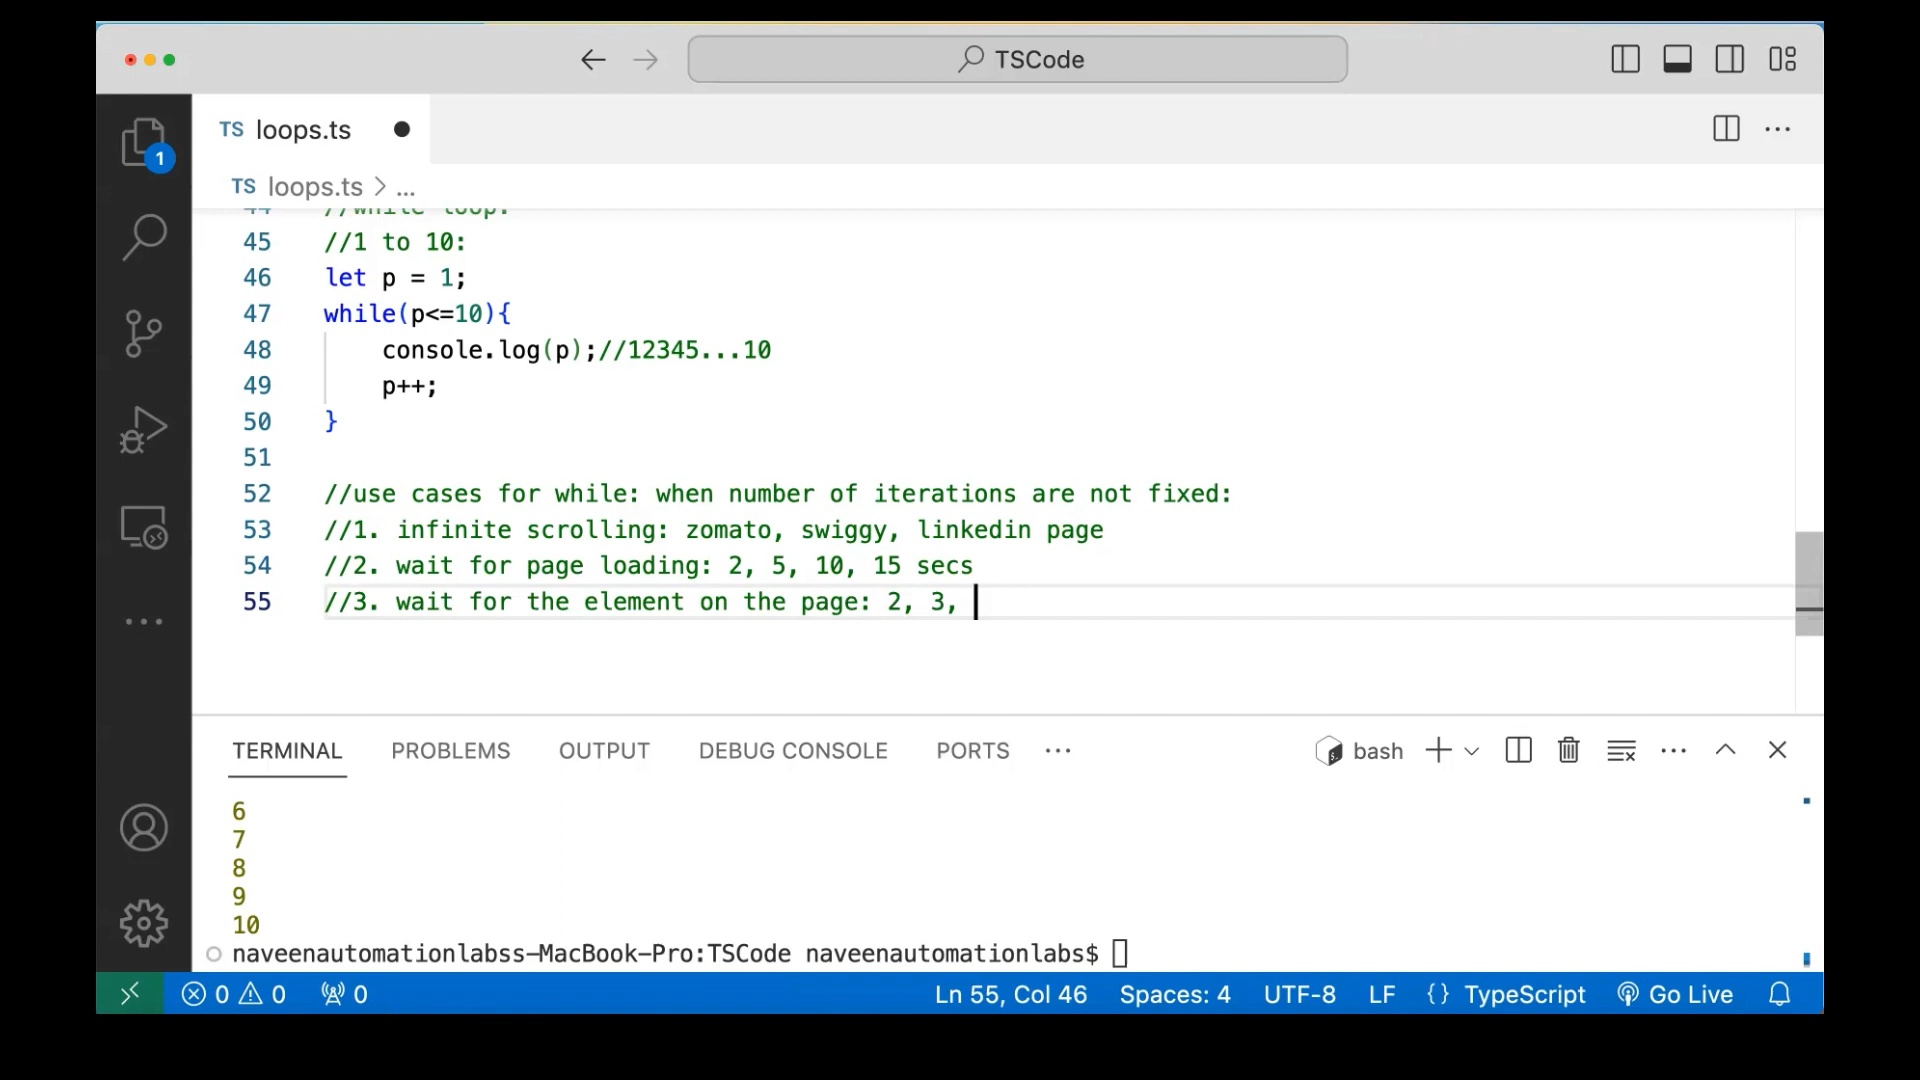 TSCode
TS loops.ts
1
TS loops.ts > ...
44 //while loop:
45 //1 to 10:
46 let p = 1;
47 while(p<=10){
48 console.log(p);//12345...10
49 p++;
50 }
51
52 //use cases for while: when number of iterations are not fixed:
53 //1. infinite scrolling: zomato, swiggy, linkedin page
54 //2. wait for page loading: 2, 5, 10, 15 secs
55 //3. wait for the element on the page: 2, 3,
TERMINAL PROBLEMS OUTPUT DEBUG CONSOLE PORTS ... bash
6
7
8
9
10
naveenautomationlabss-MacBook-Pro:TSCode naveenautomationlabs$
0 0 0 Ln 55, Col 46 Spaces: 4 UTF-8 LF {} TypeScript Go Live